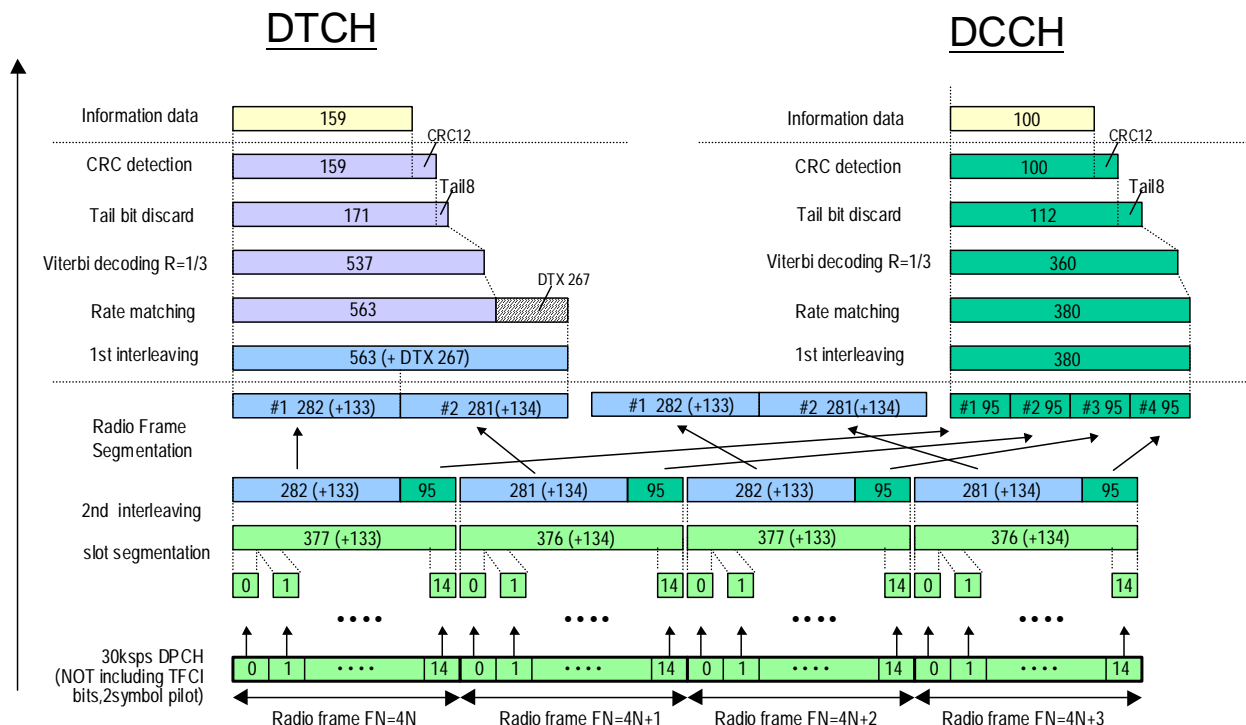 DTCH
DCCH
Information data
159
Information data
100
CRC12
CRC12
CRC detection
159
CRC detection
100
Tail8
Tail8
Tail bit discard
171
Tail bit discard
112
Viterbi decoding R=1/3
537
Viterbi decoding R=1/3
360
DTX 267
Rate matching
563
Rate matching
380
1st interleaving
563 (+ DTX 267)
1st interleaving
380
#1 282 (+133)
#2 281(+134)
#1 282 (+133)
#2 281(+134)
#1 95
#2 95
#3 95
#4 95
Radio Frame
Segmentation
282 (+133)
95
281 (+134)
95
282 (+133)
95
281 (+134)
95
2nd interleaving
slot segmentation
377 (+133)
376 (+134)
377 (+133)
376 (+134)
0
1
14
0
1
14
0
1
14
0
1
14
30ksps DPCH
(NOT including TFCI
bits,2symbol pilot)
0
1
14
0
1
14
0
1
14
0
1
14
Radio frame FN=4N
Radio frame FN=4N+1
Radio frame FN=4N+2
Radio frame FN=4N+3